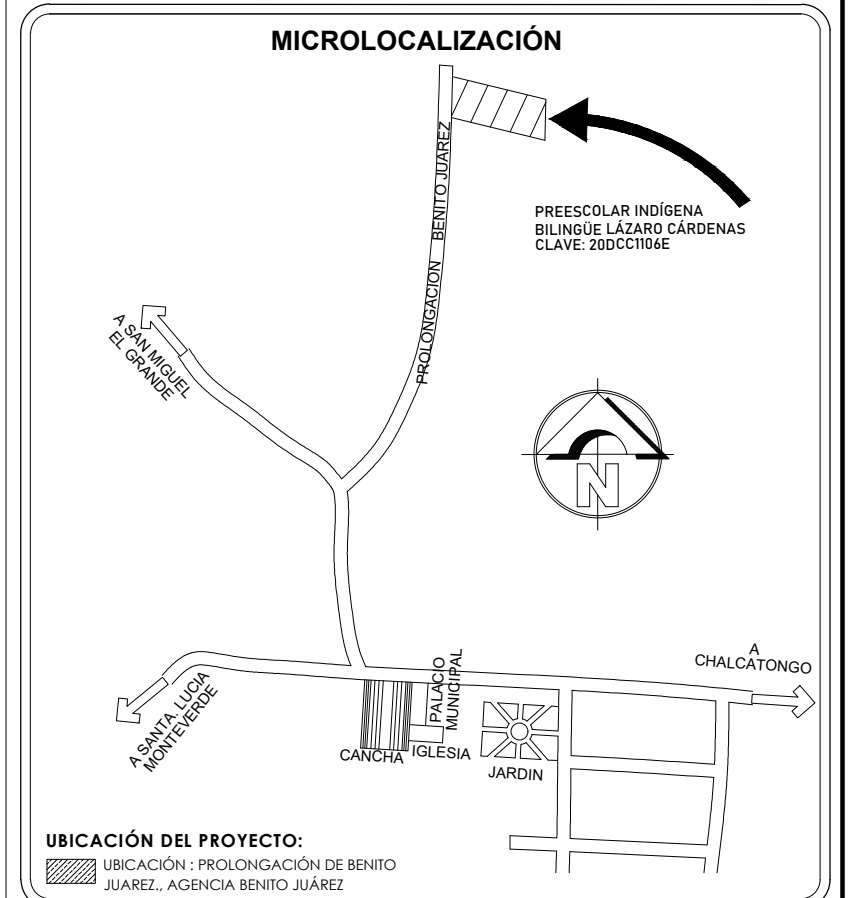 MICROLOCALIZACIÓN
PROLONGACION BENITO JUAREZ
PREESCOLAR INDÍGENA
BILINGÜE LÁZARO CÁRDENAS
CLAVE: 20DCC1106E
A SAN MIGUEL
EL GRANDE
N
A
CHALCATONGO
A SANTA. LUCIA
MONTEVERDE
PALACIO
MUNICIPAL
CANCHA
IGLESIA
JARDIN
UBICACIÓN DEL PROYECTO:
UBICACIÓN : PROLONGACIÓN DE BENITO
JUAREZ., AGENCIA BENITO JUÁREZ